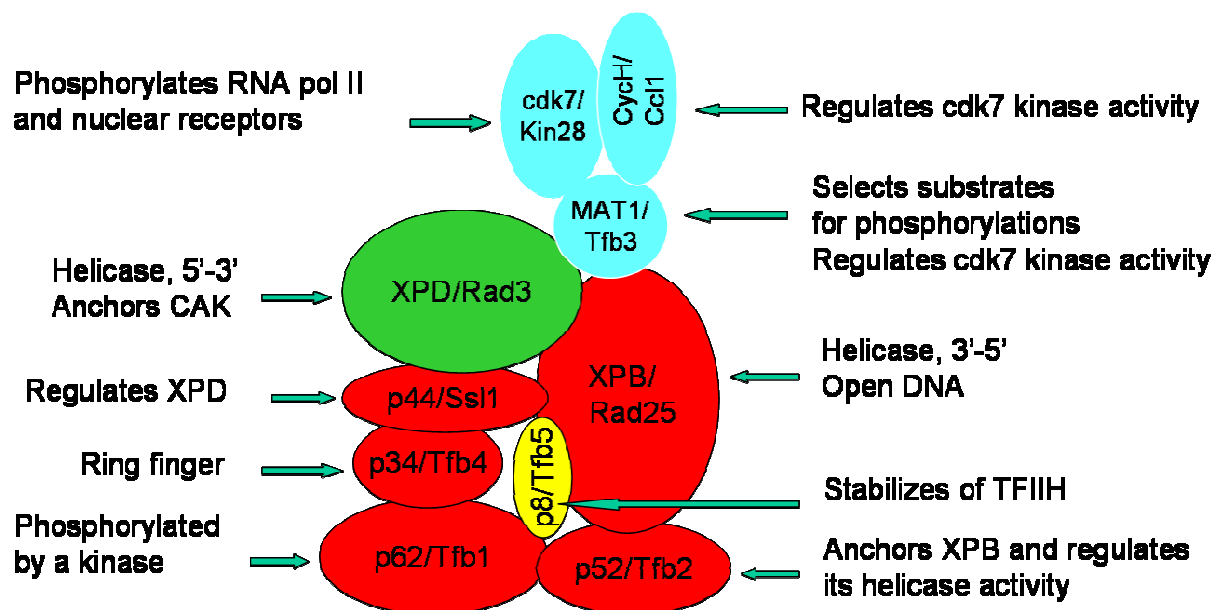 Phosphorylates RNA pol II
and nuclear receptors
cdk7/
Kin28
CycH/
Ccl1
Regulates cdk7 kinase activity
MAT1/
Tfb3
Selects substrates
for phosphorylations
Regulates cdk7 kinase activity
Helicase, 5’-3’
Anchors CAK
XPD/Rad3
XPB/
Rad25
Helicase, 3’-5’
Open DNA
Regulates XPD
p44/Ssl1
Ring finger
p34/Tfb4
p8/Tfb5
Stabilizes of TFIIH
Phosphorylated
by a kinase
p62/Tfb1
p52/Tfb2
Anchors XPB and regulates
its helicase activity